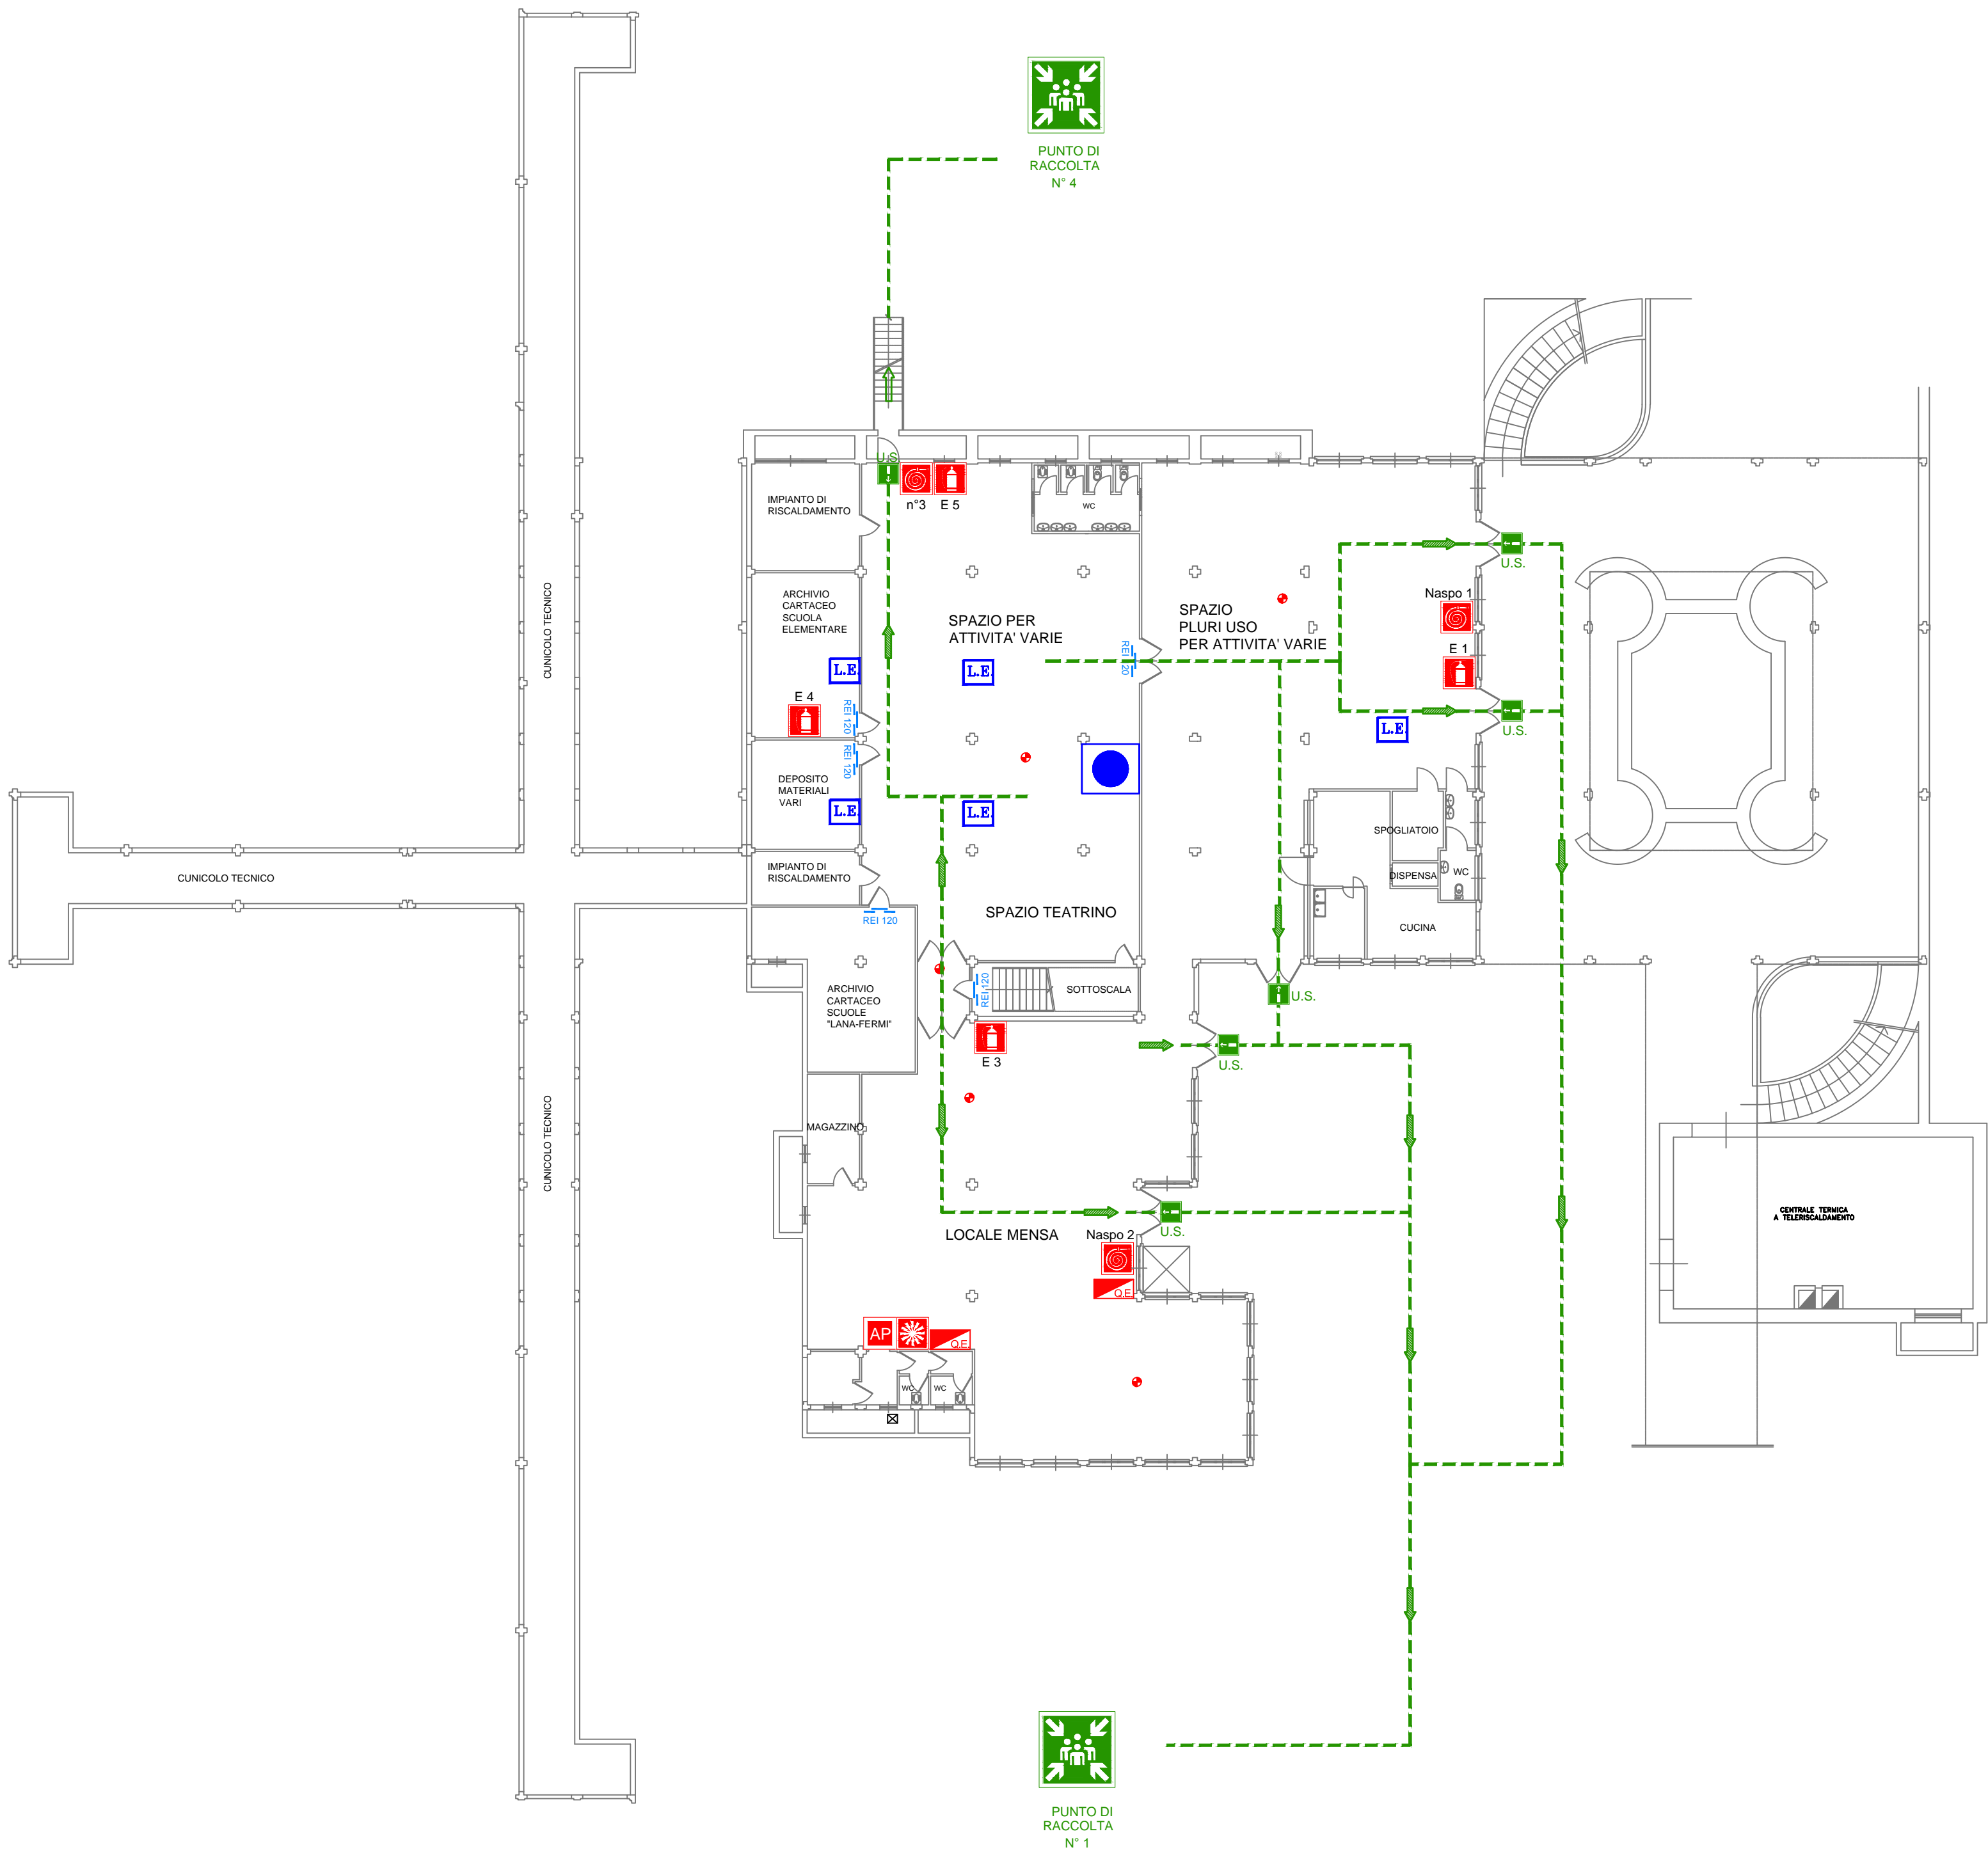 PUNTO DI
RACCOLTA
N° 4
U.S.
n°3
E 5
IMPIANTO DI
RISCALDAMENTO
WC
ARCHIVIO
CARTACEO
SCUOLA
ELEMENTARE
SPAZIO PER
ATTIVITA' VARIE
SPAZIO
PLURI USO
PER ATTIVITA' VARIE
Naspo 1
E 1
U.S.
U.S.
CUNICOLO TECNICO
L.E.
L.E.
L.E.
E 4
REI 120
REI 120
REI 120
DEPOSITO
MATERIALI
VARI
L.E.
L.E.
SPOGLIATOIO
DISPENSA
WC
CUCINA
CUNICOLO TECNICO
IMPIANTO DI
RISCALDAMENTO
REI 120
SPAZIO TEATRINO
ARCHIVIO
CARTACEO
SCUOLE
"LANA-FERMI"
REI 120
SOTTOSCALA
U.S.
E 3
U.S.
CUNICOLO TECNICO
MAGAZZINO
LOCALE MENSA
Naspo 2
U.S.
Q.E.
CENTRALE TERMICA
A TELERISCALDAMENTO
AP
Q.E.
WC
WC
PUNTO DI
RACCOLTA
N° 1